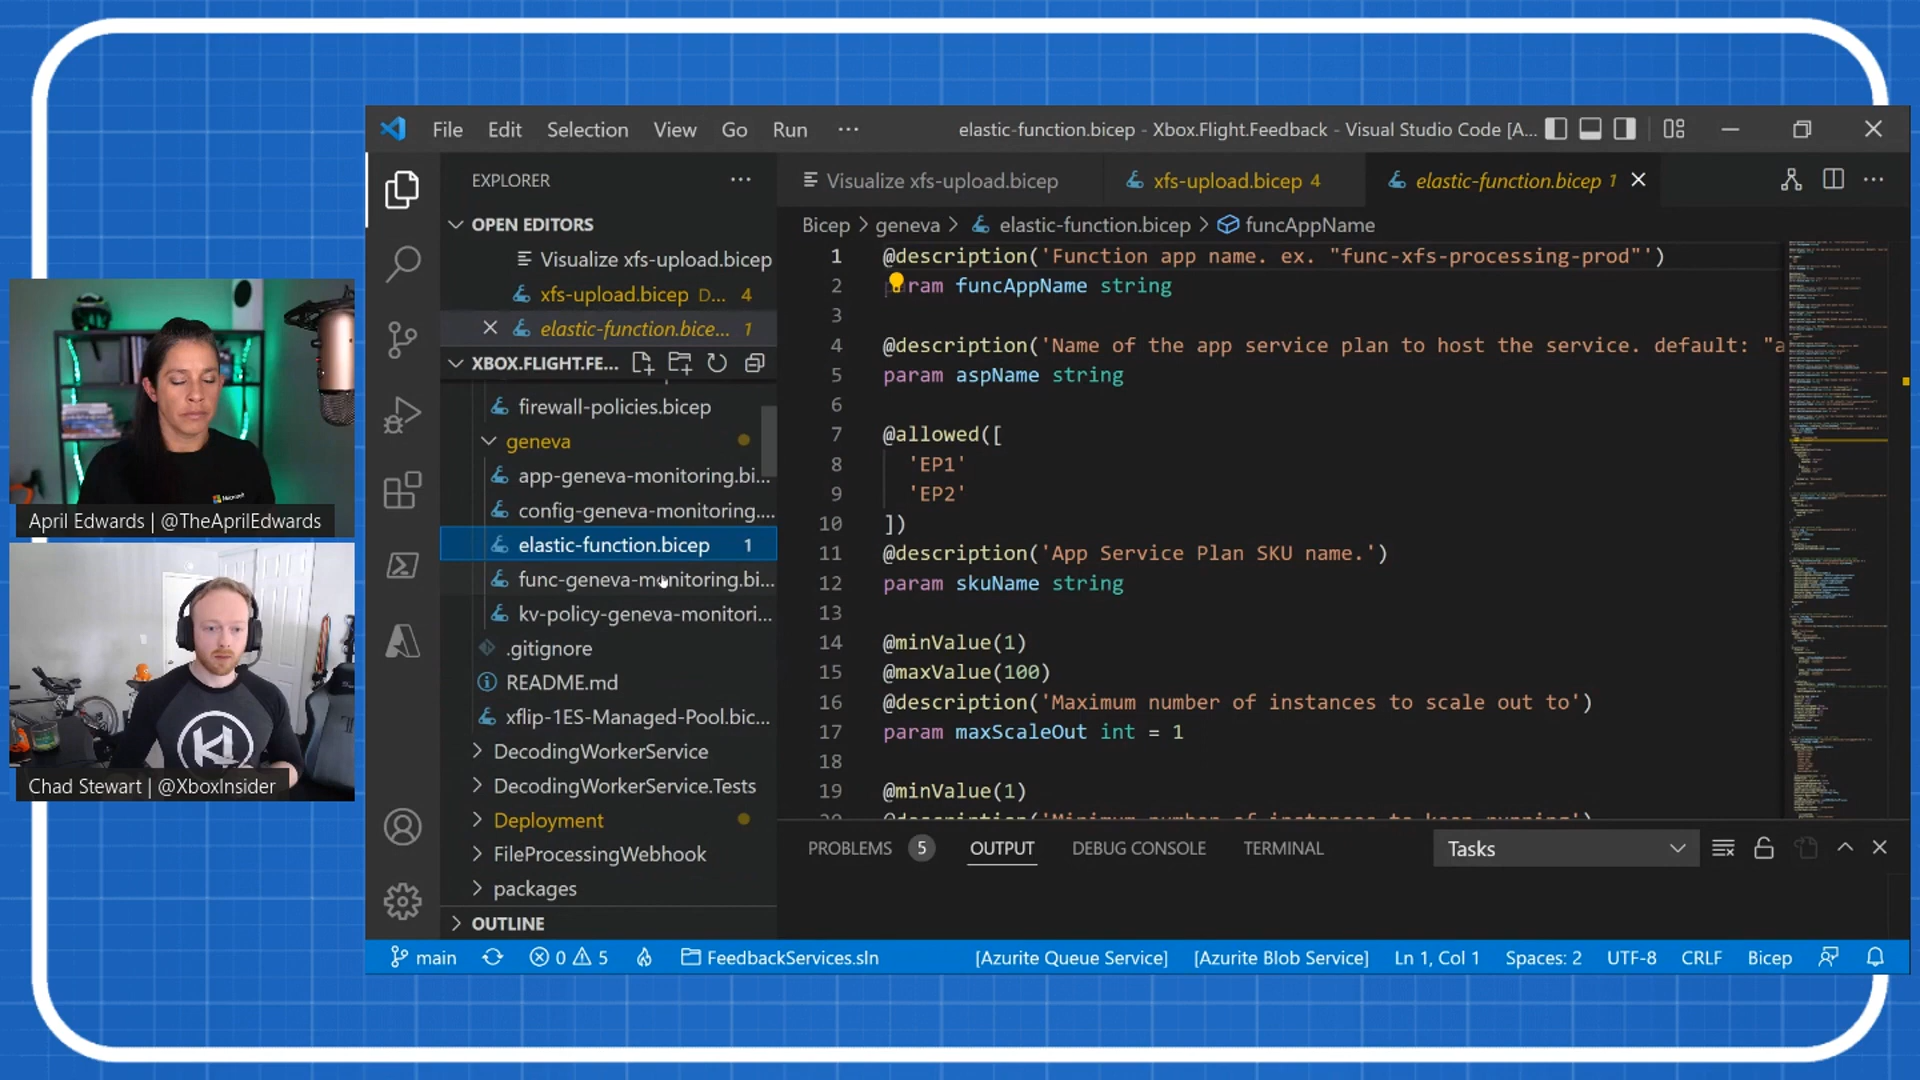 File Edit Selection View Go Run ···
elastic-function.bicep - Xbox.Flight.Feedback - Visual Studio Code [A...
EXPLORER
OPEN EDITORS
Visualize xfs-upload.bicep
xfs-upload.bicep D... 4
elastic-function.bice... 1
XBOX.FLIGHT.FE...
firewall-policies.bicep
geneva
app-geneva-monitoring.bi...
config-geneva-monitoring....
elastic-function.bicep 1
func-geneva-monitoring.bi...
kv-policy-geneva-monitori...
.gitignore
README.md
xflip-1ES-Managed-Pool.bic...
DecodingWorkerService
DecodingWorkerService.Tests
Deployment
FileProcessingWebhook
packages
OUTLINE
Visualize xfs-upload.bicep
xfs-upload.bicep 4
elastic-function.bicep 1
Bicep > geneva > elastic-function.bicep > funcAppName
1 @description('Function app name. ex. "func-xfs-processing-prod"')
2 param funcAppName string
3
4 @description('Name of the app service plan to host the service. default: "a
5 param aspName string
6
7 @allowed([
8 'EP1'
9 'EP2'
10 ])
11 @description('App Service Plan SKU name.')
12 param skuName string
13
14 @minValue(1)
15 @maxValue(100)
16 @description('Maximum number of instances to scale out to')
17 param maxScaleOut int = 1
18
19 @minValue(1)
20 @description('Minimum number of instances to keep running')
PROBLEMS 5 OUTPUT DEBUG CONSOLE TERMINAL Tasks
main 0 5 FeedbackServices.sln [Azurite Queue Service] [Azurite Blob Service] Ln 1, Col 1 Spaces: 2 UTF-8 CRLF Bicep
Microsoft
April Edwards | @TheAprilEdwards
Chad Stewart | @XboxInsider